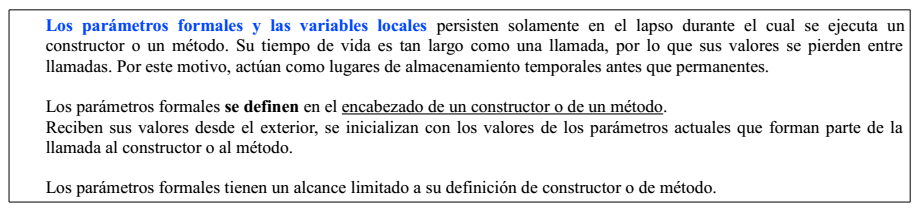 Los parámetros formales y las variables locales persisten solamente en el lapso durante el cual se ejecuta un
constructor o un método. Su tiempo de vida es tan largo como una llamada, por lo que sus valores se pierden entre
llamadas. Por este motivo, actúan como lugares de almacenamiento temporales antes que permanentes.
Los parámetros formales se definen en el encabezado de un constructor o de un método.
Reciben sus valores desde el exterior, se inicializan con los valores de los parámetros actuales que forman parte de la
llamada al constructor o al método.
Los parámetros formales tienen un alcance limitado a su definición de constructor o de método.